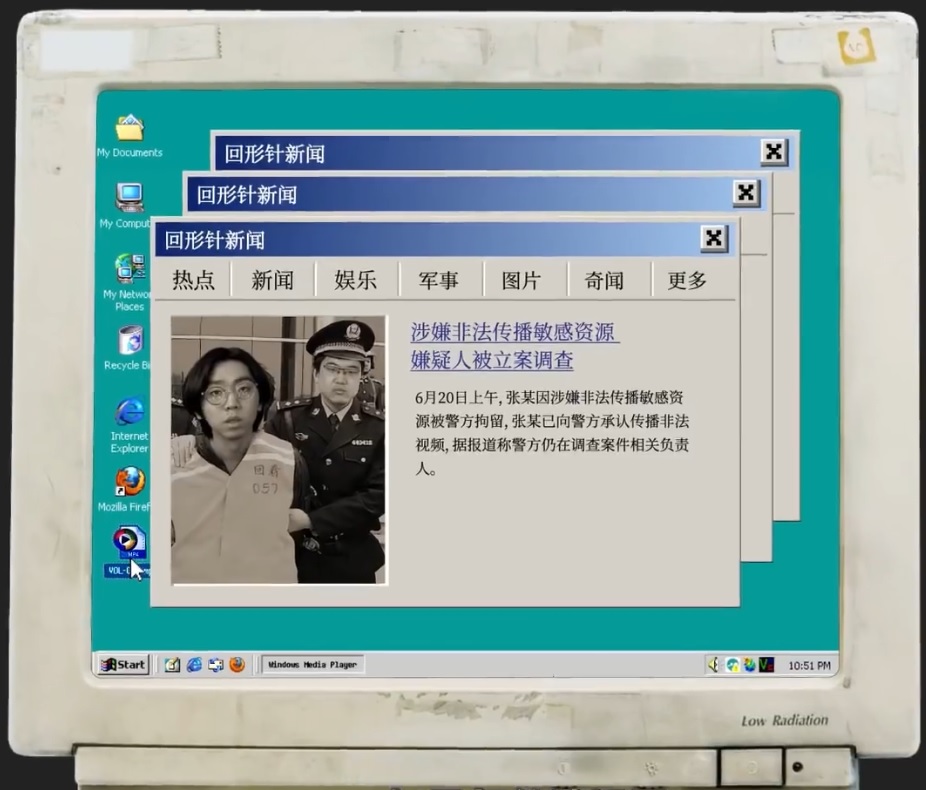 My Documents
回形针新闻
回形针新闻
My Comput
回形针新闻
热点 新闻 娱乐 军事 图片 奇闻 更多
My Netwo
Places
Recycle Bi
涉嫌非法传播敏感资源
嫌疑人被立案调查
6月20日上午, 张某因涉嫌非法传播敏感资
源被警方拘留, 张某已向警方承认传播非法
视频, 据报道称警方仍在调查案件相关负责
人。
057
Internet
Explorer
Mozilla Firef
MP4
VOL-
Start
Windows Media Player
10:51 PM
Low Radiation